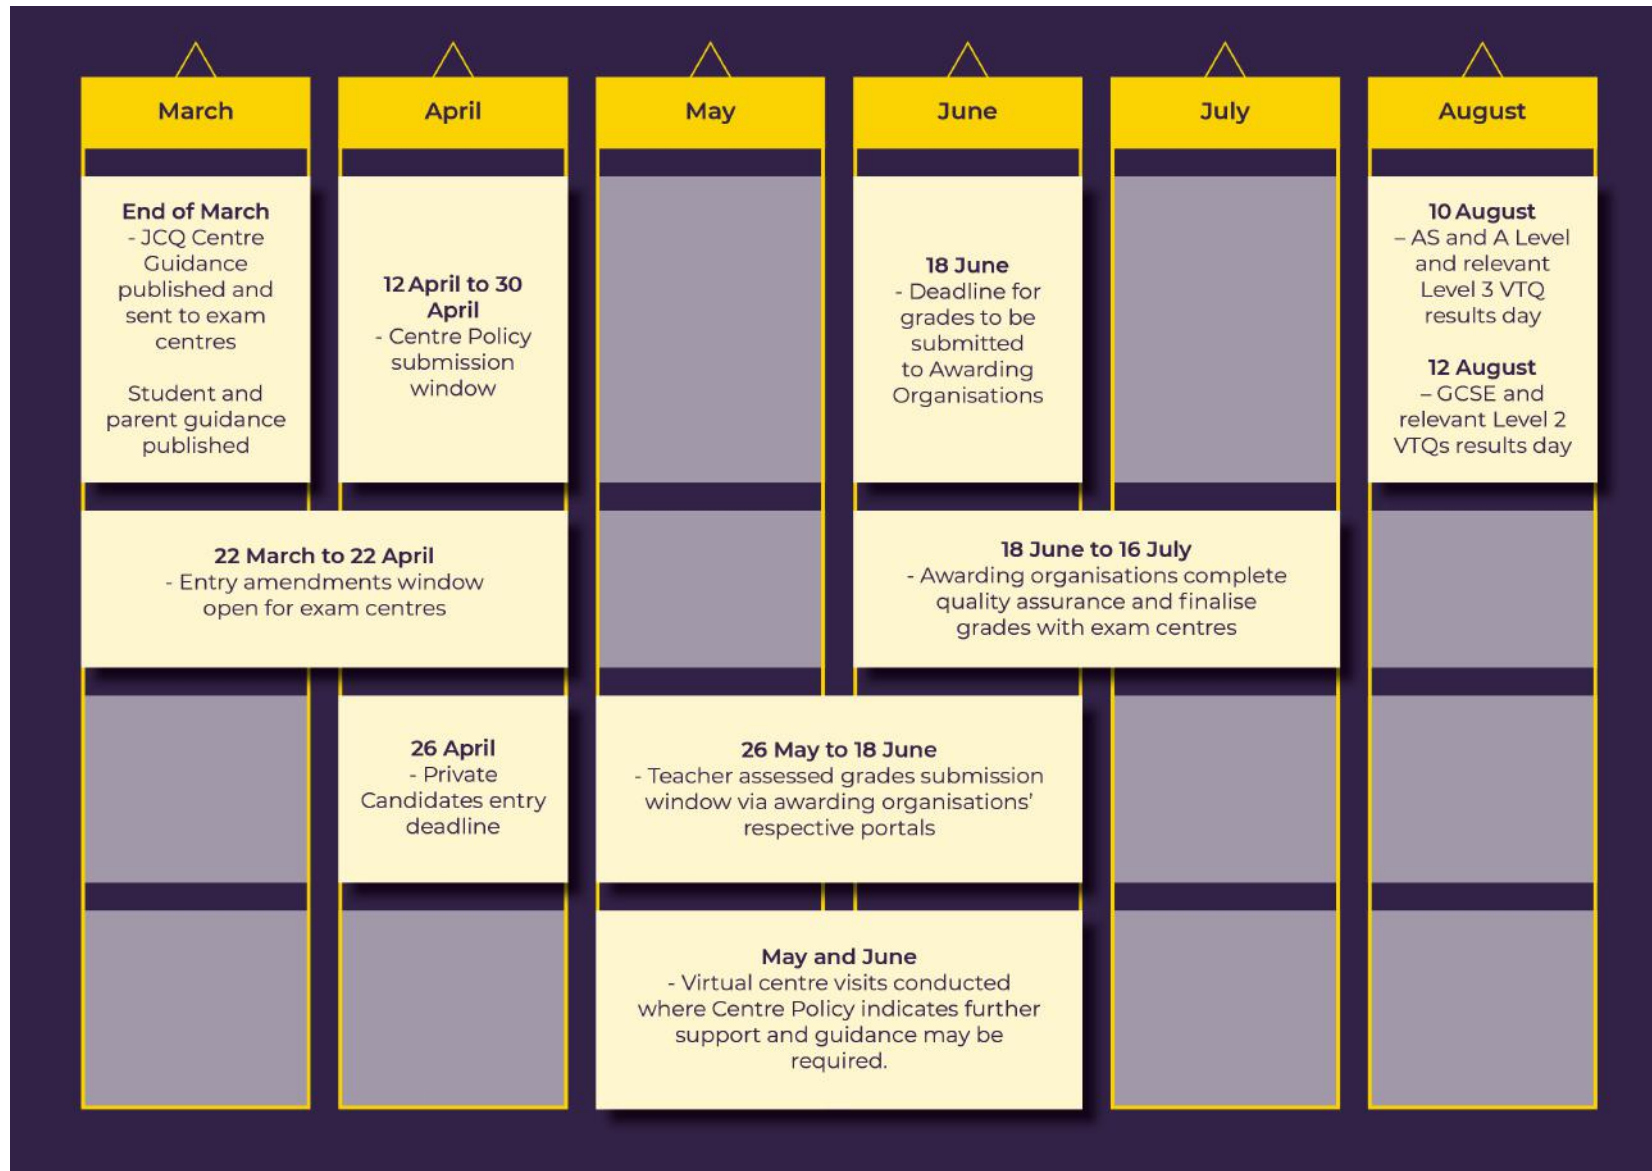 March
April
May
June
July
August
End of March
- JCQ Centre
Guidance
published and
sent to exam
centres
Student and
parent guidance
published
12 April to 30
April
- Centre Policy
submission
window
18 June
- Deadline for
grades to be
submitted
to Awarding
Organisations
10 August
– AS and A Level
and relevant
Level 3 VTQ
results day
12 August
– GCSE and
relevant Level 2
VTQs results day
22 March to 22 April
- Entry amendments window
open for exam centres
18 June to 16 July
- Awarding organisations complete
quality assurance and finalise
grades with exam centres
26 April
- Private
Candidates entry
deadline
26 May to 18 June
- Teacher assessed grades submission
window via awarding organisations’
respective portals
May and June
- Virtual centre visits conducted
where Centre Policy indicates further
support and guidance may be
required.